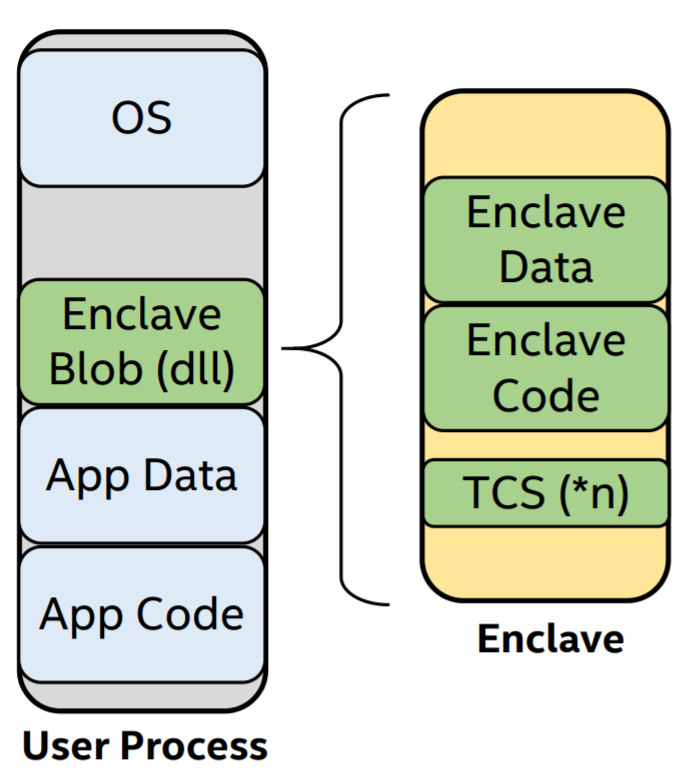 OS
Enclave
Blob (dll)
App Data
App Code
User Process
Enclave
Data
Enclave
Code
TCS (*n)
Enclave